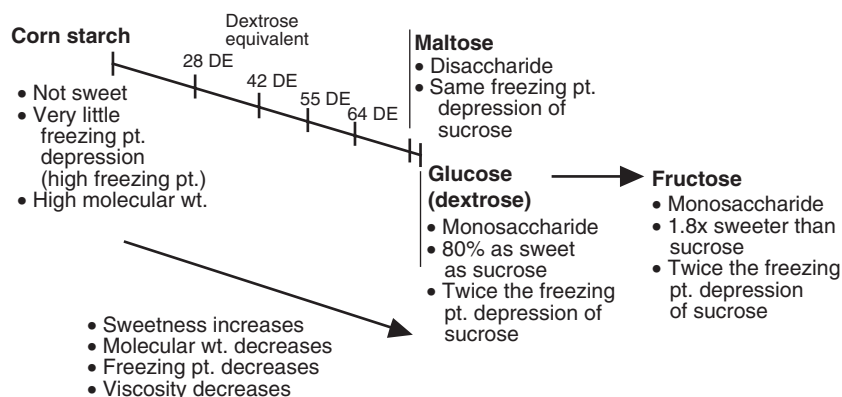 Corn starch
• Not sweet
• Very little
freezing pt.
depression
(high freezing pt.)
• High molecular wt.
Dextrose
equivalent
28 DE
42 DE
55 DE
64 DE
Maltose
• Disaccharide
• Same freezing pt.
depression of
sucrose
Glucose
(dextrose)
• Monosaccharide
• 80% as sweet
as sucrose
• Twice the freezing
pt. depression of
sucrose
Fructose
• Monosaccharide
• 1.8x sweeter than
sucrose
• Twice the freezing
pt. depression
of sucrose
• Sweetness increases
• Molecular wt. decreases
• Freezing pt. decreases
• Viscosity decreases